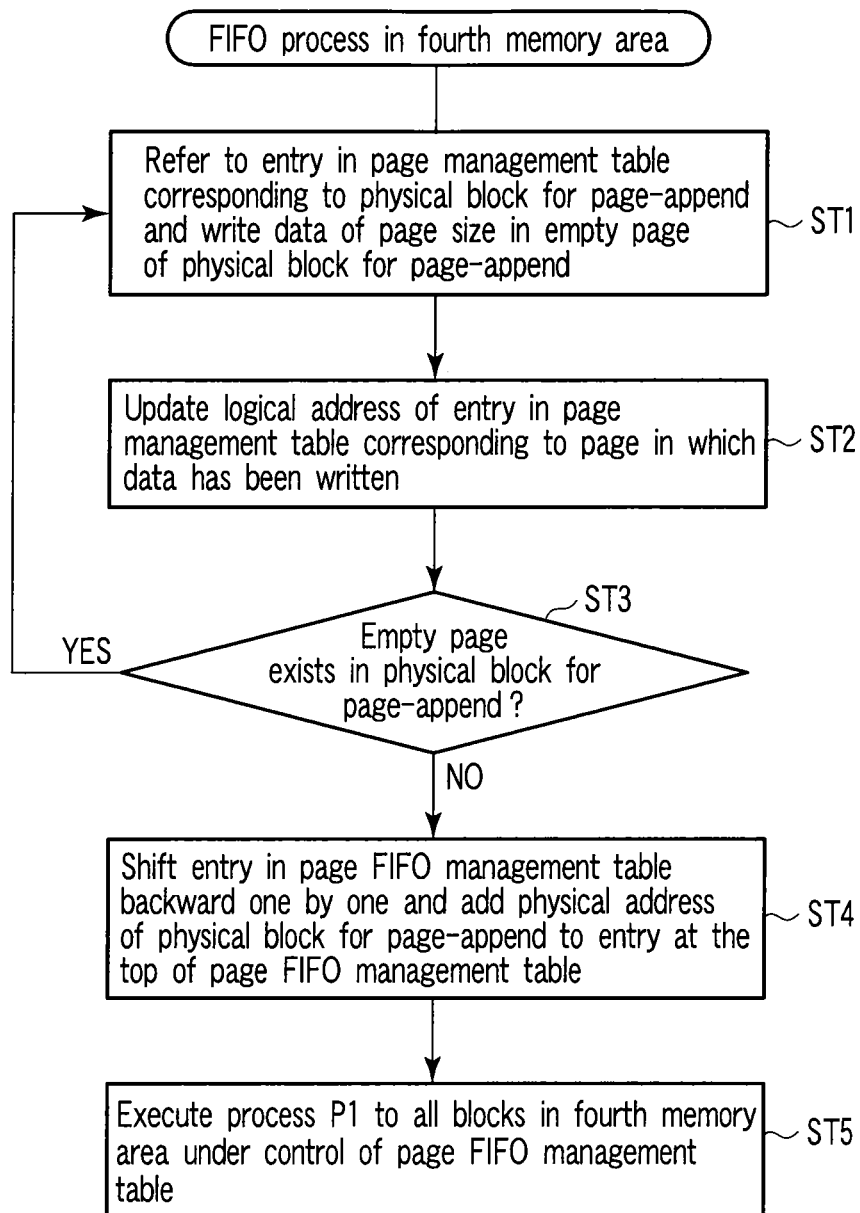 FIFO process in fourth memory area
Refer to entry in page management table
corresponding to physical block for page-append
and write data of page size in empty page
of physical block for page-append
ST1
Update logical address of entry in page
management table corresponding to page in which
data has been written
ST2
ST3
Empty page
exists in physical block for
page-append ?
YES
NO
Shift entry in page FIFO management table
backward one by one and add physical address
of physical block for page-append to entry at the
top of page FIFO management table
ST4
Execute process P1 to all blocks in fourth memory
area under control of page FIFO management
table
ST5